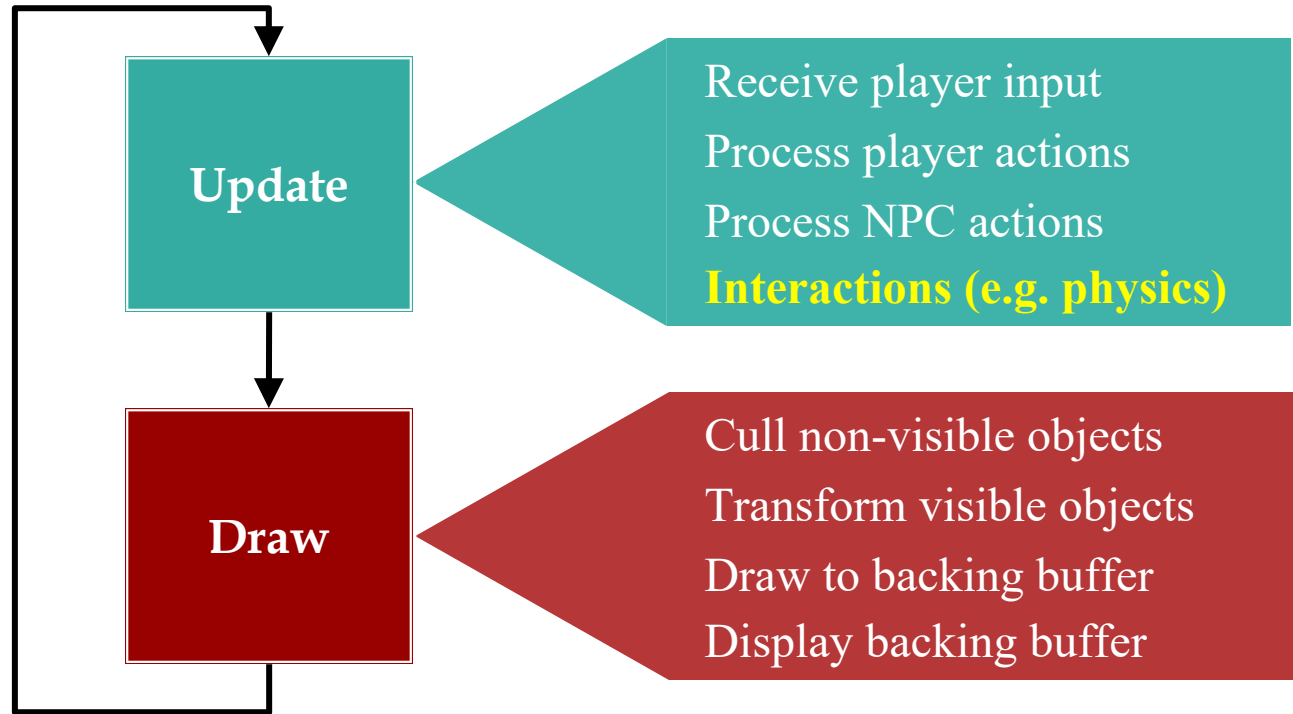 Update
Receive player input
Process player actions
Process NPC actions
Interactions (e.g. physics)
Draw
Cull non-visible objects
Transform visible objects
Draw to backing buffer
Display backing buffer